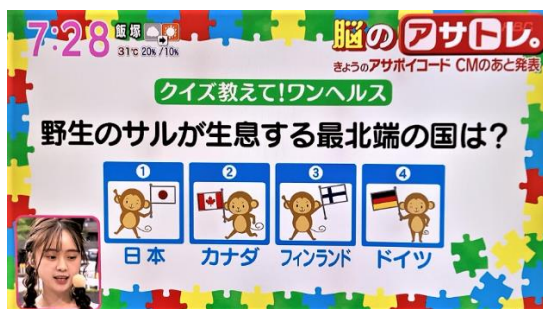 7:28
飯塚
31℃ 20% /10%
脳のアサトレ。
きょうのアサポイコード CMのあと発表
クイズ教えて!ワンヘルス
野生のサルが生息する最北端の国は?
1
2
3
4
日本
カナダ
フィンランド
ドイツ